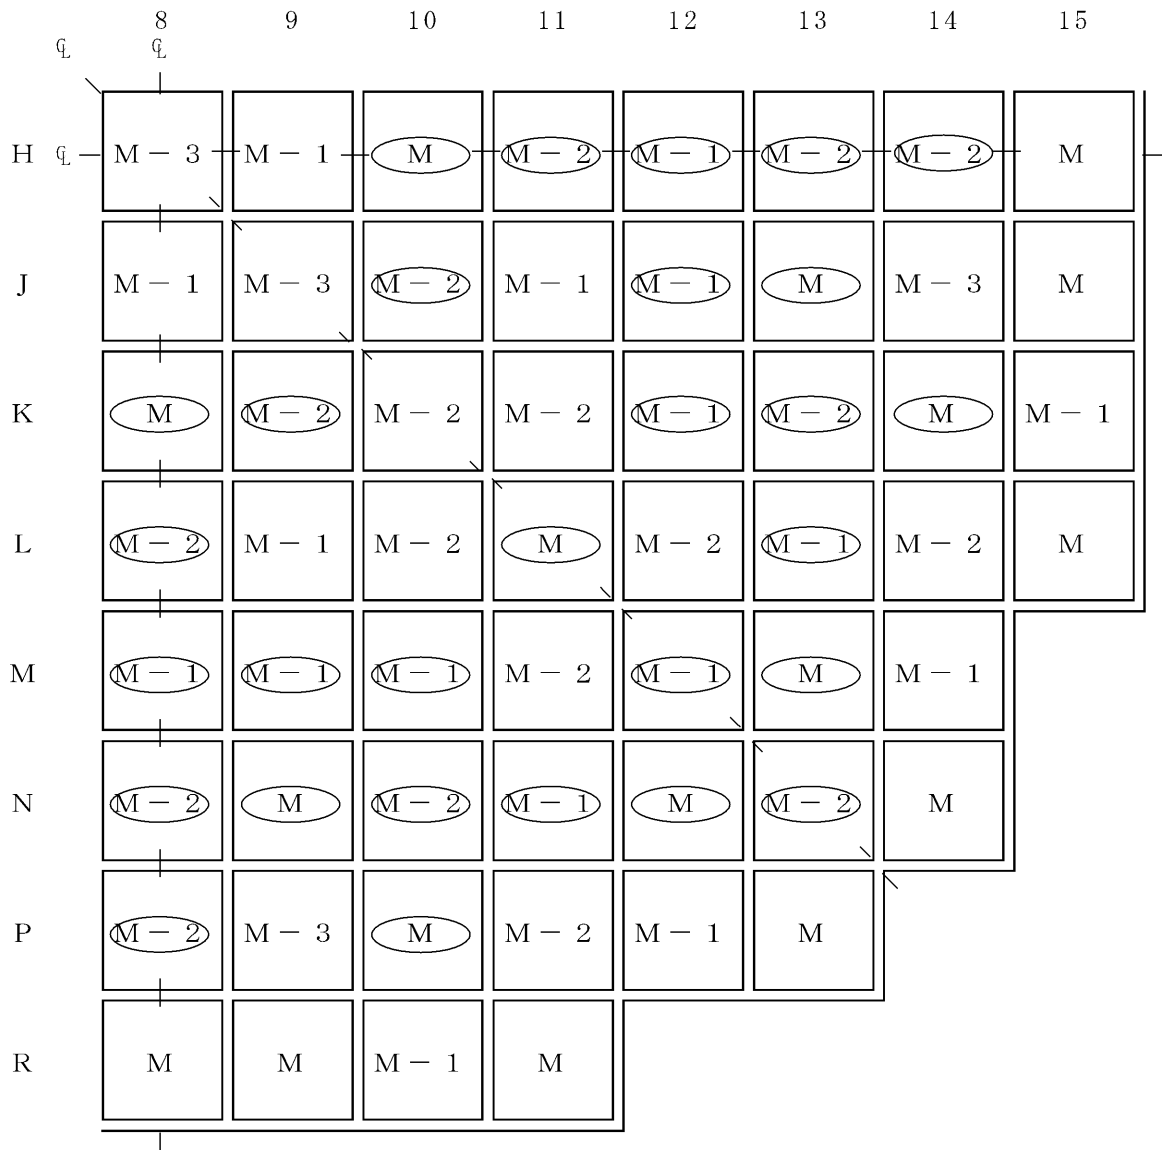 8 9 10 11 12 13 14 15
℄ ℄
H ℄ M-3 M-1 M M-2 M-1 M-2 M-2 M
J M-1 M-3 M-2 M-1 M-1 M M-3 M
K M M-2 M-2 M-2 M-1 M-2 M M-1
L M-2 M-1 M-2 M M-2 M-1 M-2 M
M M-1 M-1 M-1 M-2 M-1 M M-1
N M-2 M M-2 M-1 M M-2 M
P M-2 M-3 M M-2 M-1 M
R M M M-1 M